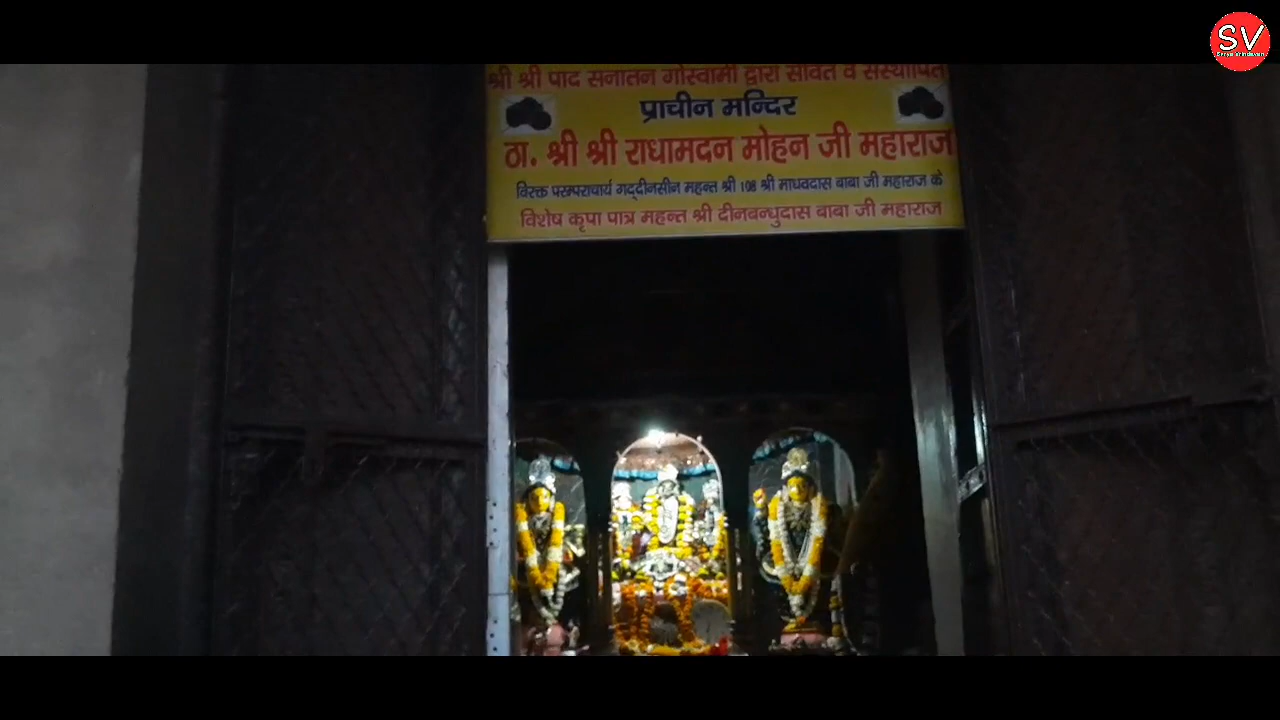 SV
श्री श्री पाद सनातन गोस्वामी द्वारा सेवित व संस्थापित
प्राचीन मन्दिर
ठा. श्री श्री राधामदन मोहन जी महाराज
विरक्त परम्पराचार्य गद्दीनसीन महन्त श्री 108 श्री माधवदास बाबा जी महाराज के
विशेष कृपा पात्र महन्त श्री दीनबन्धुदास बाबा जी महाराज